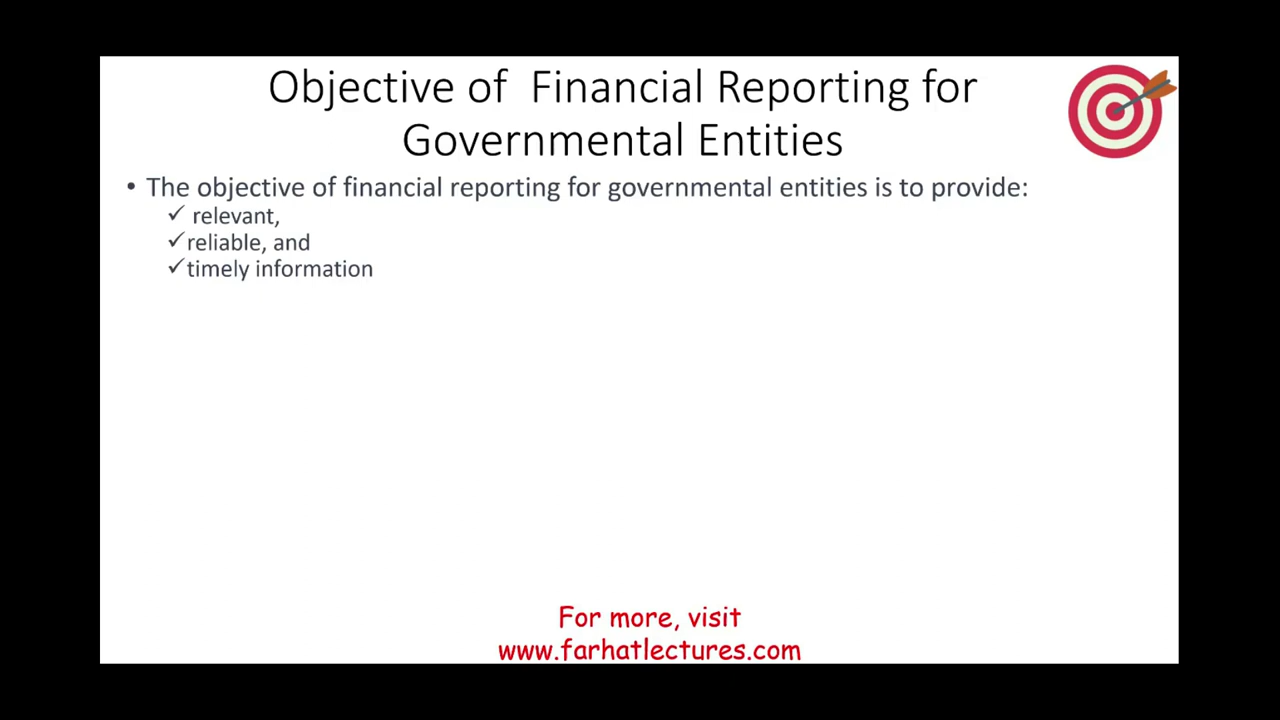 Objective of Financial Reporting for
Governmental Entities
• The objective of financial reporting for governmental entities is to provide:
✓ relevant,
✓ reliable, and
✓ timely information
For more, visit
www.farhatlectures.com